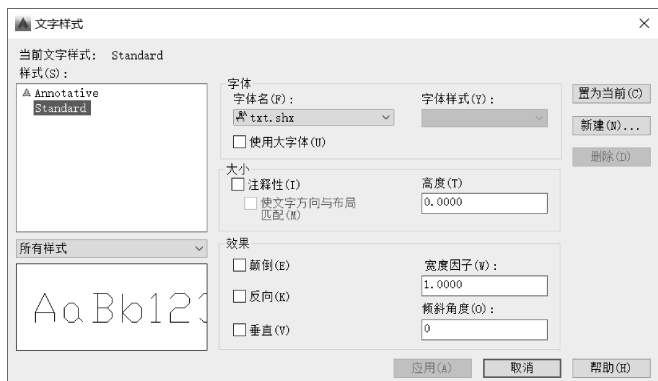 文字样式
当前文字样式: Standard
样式(S):
Annotative
Standard
所有样式
AaBb123
字体
字体名(F):
txt.shx
字体样式(Y):
使用大字体(U)
大小
注释性(I)
使文字方向与布局
匹配(M)
高度(T)
0.0000
效果
颠倒(E)
反向(K)
垂直(V)
宽度因子(W):
1.0000
倾斜角度(O):
0
置为当前(C)
新建(N)...
删除(D)
应用(A)
取消
帮助(H)